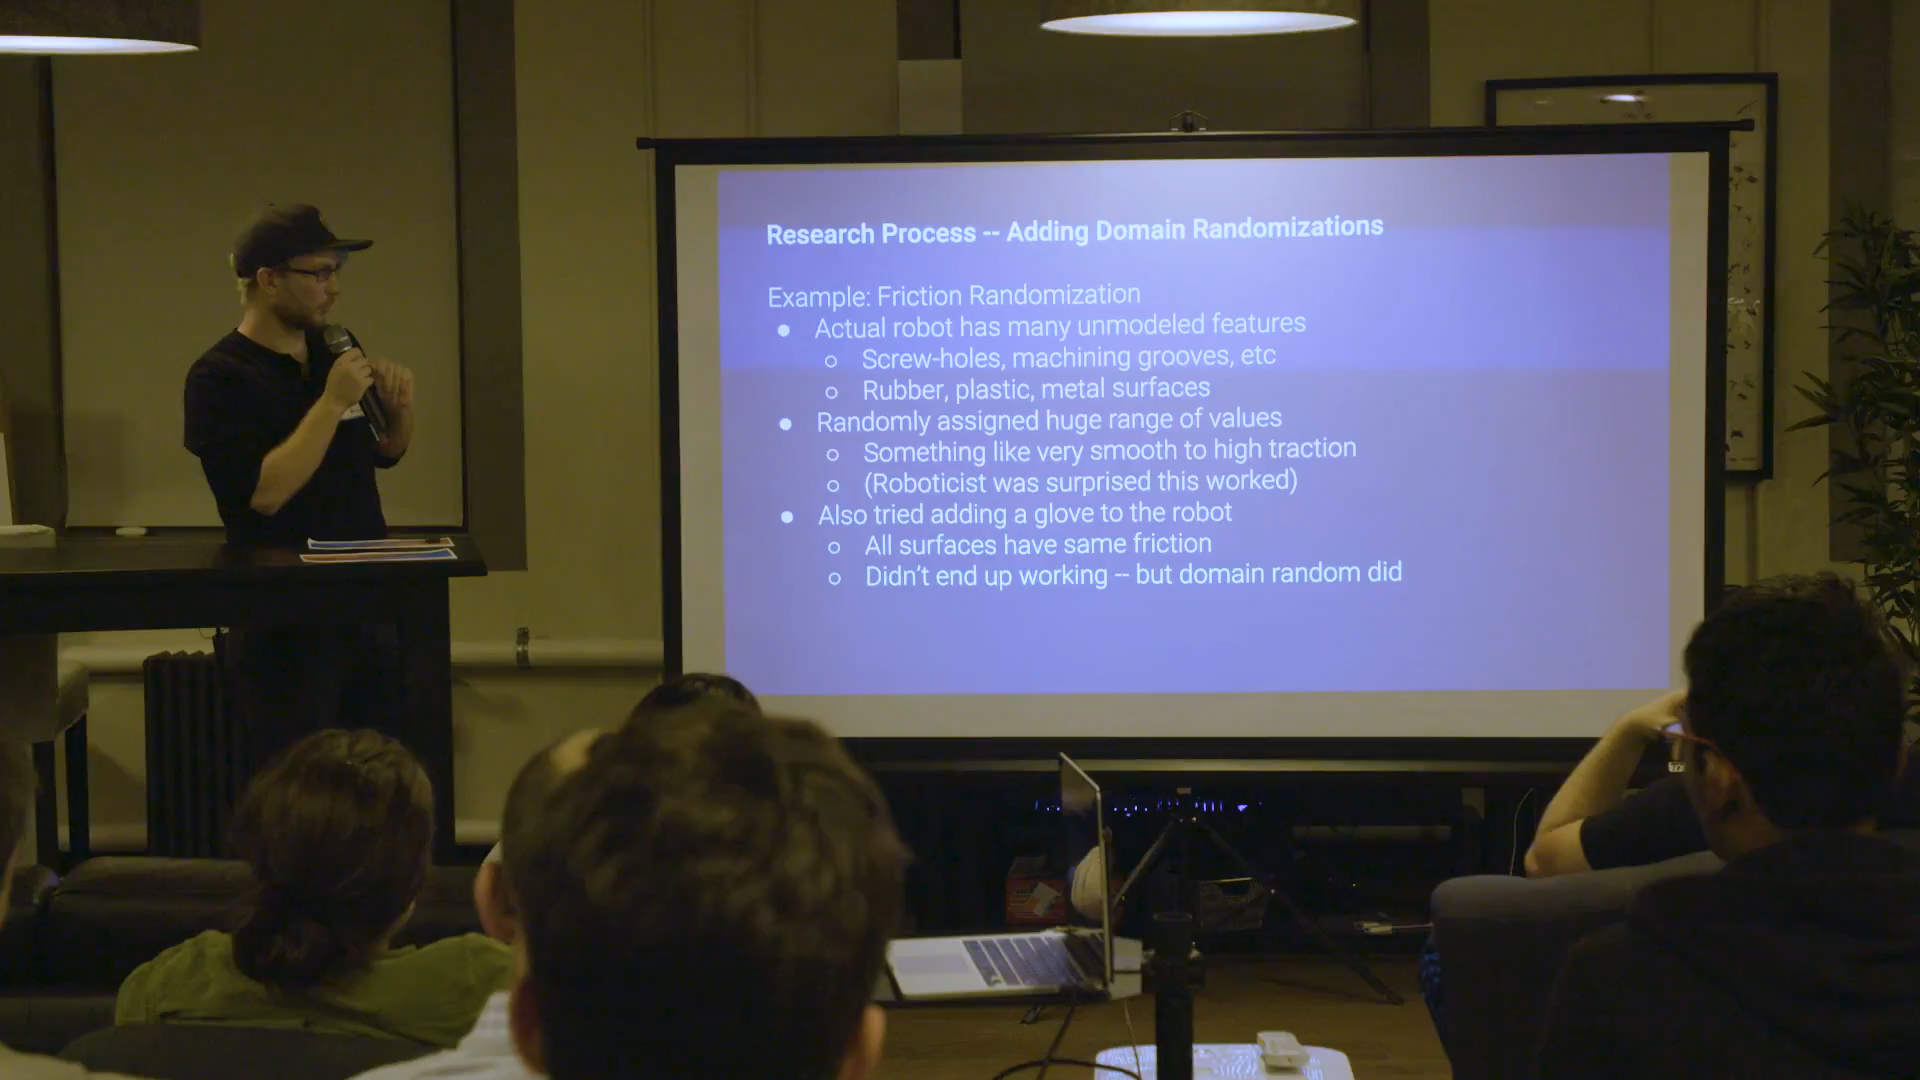 Research Process -- Adding Domain Randomizations
Example: Friction Randomization
● Actual robot has many unmodeled features
○ Screw-holes, machining grooves, etc
○ Rubber, plastic, metal surfaces
● Randomly assigned huge range of values
○ Something like very smooth to high traction
○ (Roboticist was surprised this worked)
● Also tried adding a glove to the robot
○ All surfaces have same friction
○ Didn't end up working -- but domain random did